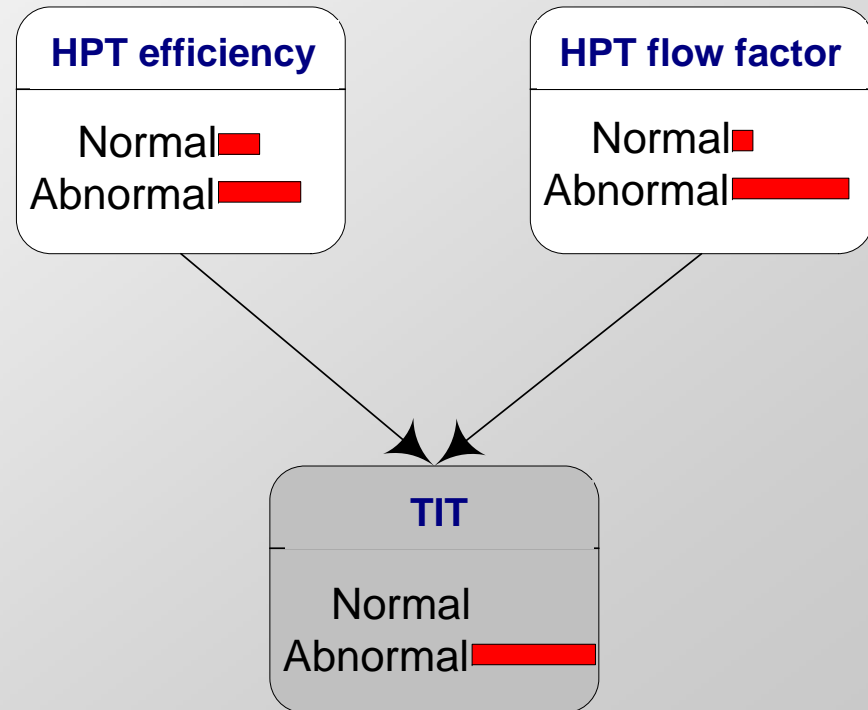 HPT efficiency
Normal
Abnormal
HPT flow factor
Normal
Abnormal
TIT
Normal
Abnormal